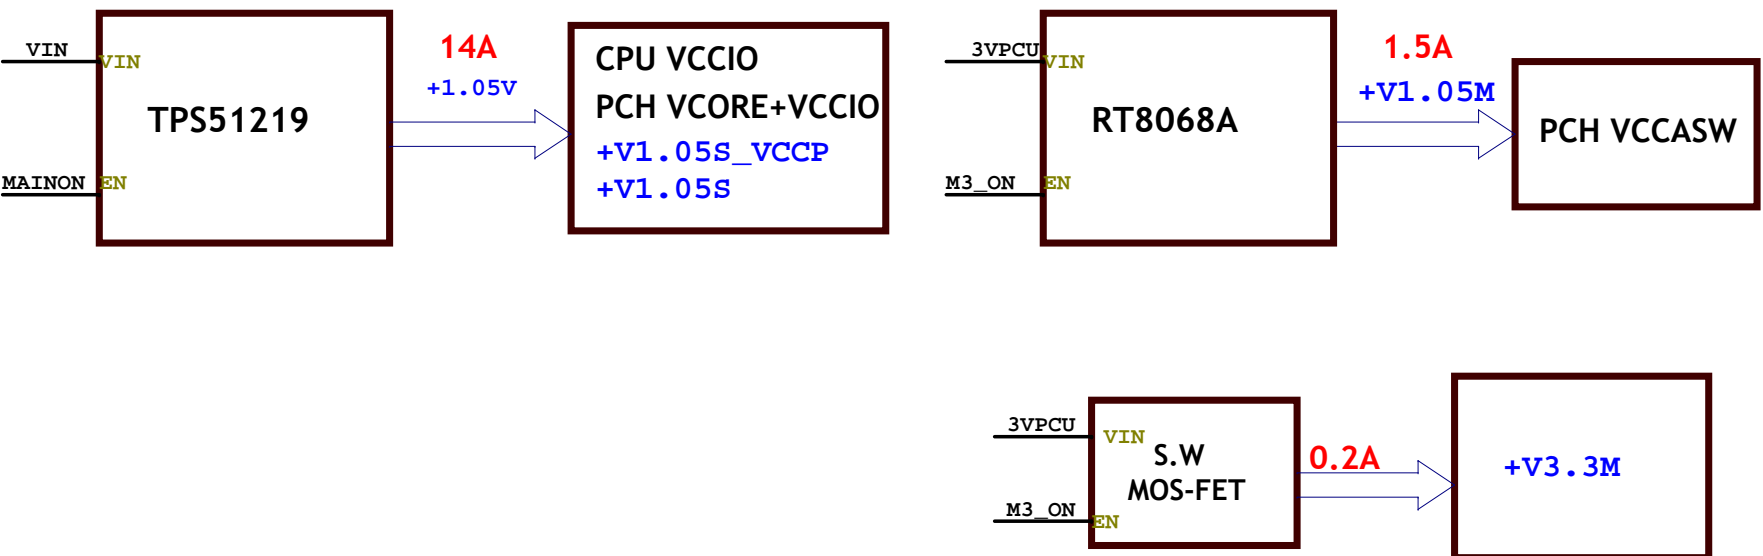 VIN
VIN
TPS51219
MAINON
EN
14A
+1.05V
CPU VCCIO
PCH VCORE+VCCIO
+V1.05S_VCCP
+V1.05S
3VPCU
VIN
RT8068A
M3_ON
EN
1.5A
+V1.05M
PCH VCCASW
3VPCU
VIN
S.W
MOS-FET
M3_ON
EN
0.2A
+V3.3M